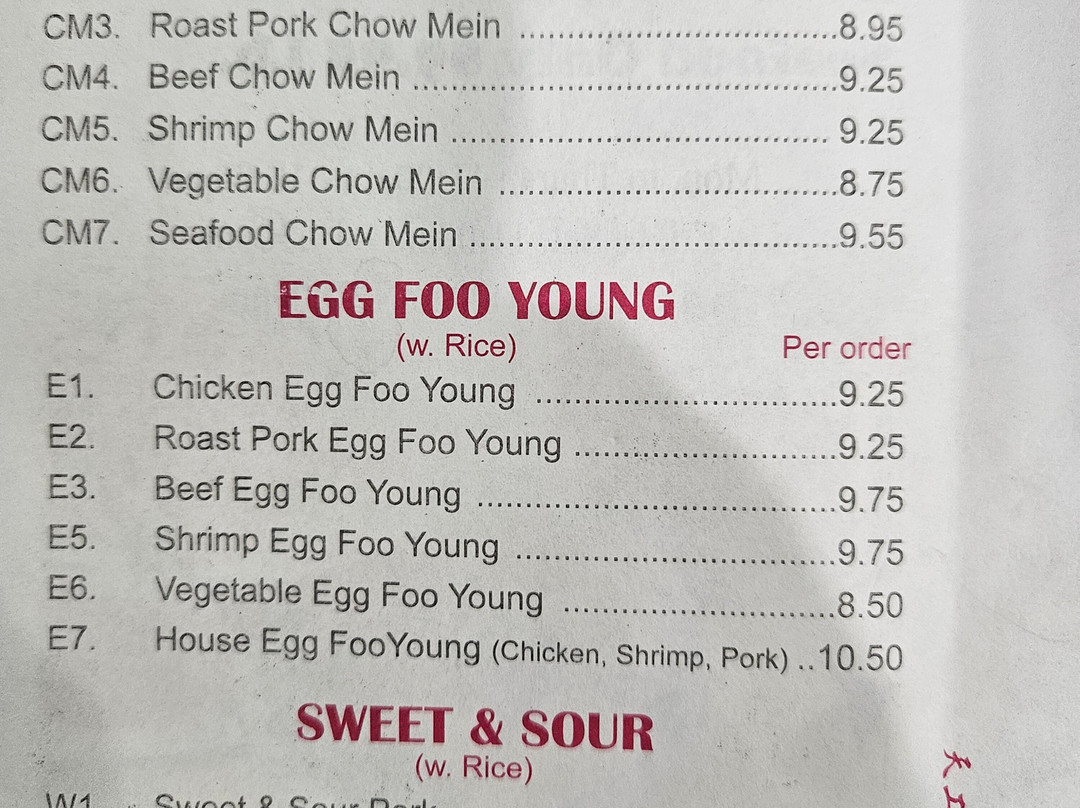 CM3. Roast Pork Chow Mein ................................8.95
CM4. Beef Chow Mein ..........................................9.25
CM5. Shrimp Chow Mein ...................................... 9.25
CM6. Vegetable Chow Mein ..................................8.75
CM7. Seafood Chow Mein .....................................9.55
EGG FOO YOUNG
(w. Rice)
Per order
E1. Chicken Egg Foo Young ..............................9.25
E2. Roast Pork Egg Foo Young ..........................9.25
E3. Beef Egg Foo Young ....................................9.75
E5. Shrimp Egg Foo Young ................................9.75
E6. Vegetable Egg Foo Young ...........................8.50
E7. House Egg FooYoung (Chicken, Shrimp, Pork) ..10.50
SWEET & SOUR
(w. Rice)
W1. Sweet & Sour Pork